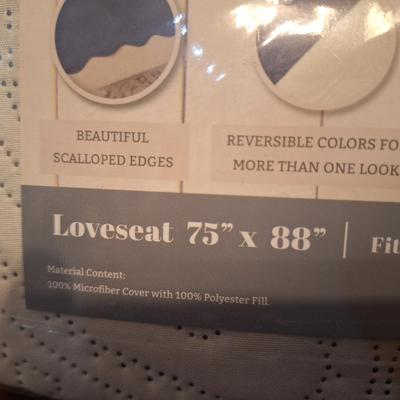 BEAUTIFUL
SCALLOPED EDGES
REVERSIBLE COLORS FO
MORE THAN ONE LOOK
Loveseat 75” x 88” | Fit
Material Content:
100% Microfiber Cover with 100% Polyester Fill.